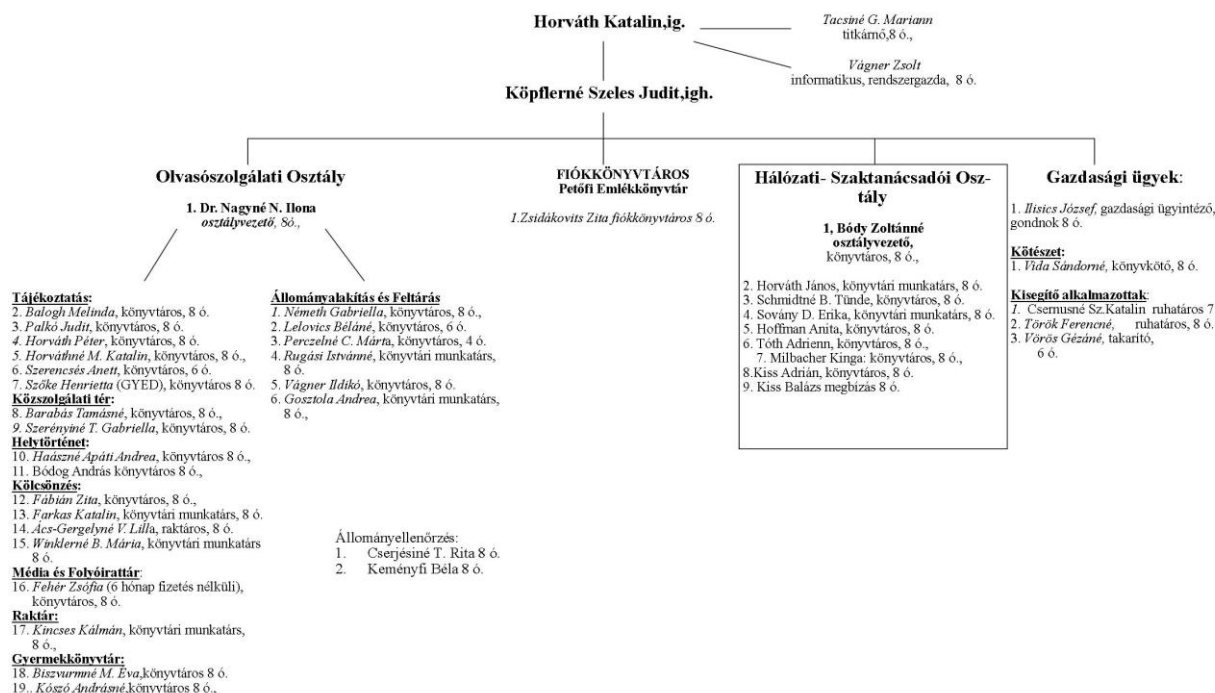 Horváth Katalin,ig.
Tacsiné G. Mariann
titkárnő,8 ó.,
Vágner Zsolt
informatikus, rendszergazda, 8 ó.
Köpflerné Szeles Judit,igh.
Olvasószolgálati Osztály
1. Dr. Nagyné N. Ilona
osztályvezető, 8ó.,
Tájékoztatás:
2. Balogh Melinda, könyvtáros, 8 ó.
3. Palkó Judit, könyvtáros, 8 ó.
4. Horváth Péter, könyvtáros, 8 ó.
5. Horváthné M. Katalin, könyvtáros, 8 ó.,
6. Szerencsés Anett, könyvtáros, 6 ó.
7. Szőke Henrietta (GYED), könyvtáros 8 ó.
Közszolgálati tér:
8. Barabás Tamásné, könyvtáros, 8 ó.,
9. Szerényiné T. Gabriella, könyvtáros, 8 ó.
Helytörténet:
10. Haászné Apáti Andrea, könyvtáros 8 ó.,
11. Bódog András könyvtáros 8 ó.,
Kölcsönzés:
12. Fábián Zita, könyvtáros, 8 ó.,
13. Farkas Katalin, könyvtári munkatárs, 8 ó.
14. Ács-Gergelyné V. Lilla, raktáros, 8 ó.
15. Winklerné B. Mária, könyvtári munkatárs
8 ó.
Média és Folyóirattár:
16. Fehér Zsófia (6 hónap fizetés nélküli),
könyvtáros, 8 ó.
Raktár:
17. Kincses Kálmán, könyvtári munkatárs,
8 ó.,
Gyermekkönyvtár:
18. Biszvurmné M. Éva,könyvtáros 8 ó.
19.. Kószó Andrásné,könyvtáros 8 ó.,
Állományalakítás és Feltárás
1. Németh Gabriella, könyvtáros, 8 ó.,
2. Lelovics Béláné, könyvtáros, 6 ó.
3. Perczelné C. Márta, könyvtáros, 4 ó.
4. Rugási Istvánné, könyvtári munkatárs,
8 ó.
5. Vágner Ildikó, könyvtáros, 8 ó.
6. Gosztola Andrea, könyvtári munkatárs,
8 ó.,
Állományellenőrzés:
1. Cserjésiné T. Rita 8 ó.
2. Keményfi Béla 8 ó.
FIÓKKÖNYVTÁROS
Petőfi Emlékkönyvtár
1.Zsidákovits Zita fiókkönyvtáros 8 ó.
Hálózati- Szaktanácsadói Osz-
tály
1, Bódy Zoltánné
osztályvezető,
könyvtáros, 8 ó.,
2. Horváth János, könyvtári munkatárs, 8 ó.
3. Schmidtné B. Tünde, könyvtáros, 8 ó.
4. Sovány D. Erika, könyvtári munkatárs, 8 ó.
5. Hoffman Anita, könyvtáros, 8 ó.
6. Tóth Adrienn, könyvtáros, 8 ó.,
7. Milbacher Kinga: könyvtáros, 8 ó.,
8.Kiss Adrián, könyvtáros, 8 ó.
9. Kiss Balázs megbízás 8 ó.
Gazdasági ügyek:
1. Ilisics József, gazdasági ügyintéző,
gondnok 8 ó.
Kötészet:
1. Vida Sándorné, könyvkötő, 8 ó.
Kisegítő alkalmazottak:
1. Csernusné Sz.Katalin ruhatáros 7
2. Török Ferencné, ruhatáros, 8 ó.
3. Vörös Gézáné, takarító,
6 ó.